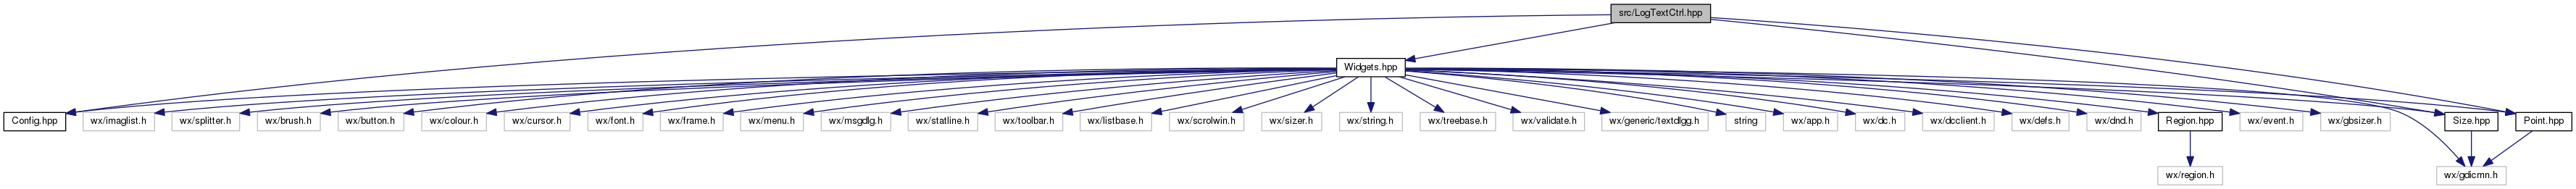 src/LogTextCtrl.hpp
Widgets.hpp
Config.hpp
wx/imaglist.h
wx/splitter.h
wx/brush.h
wx/button.h
wx/colour.h
wx/cursor.h
wx/font.h
wx/frame.h
wx/menu.h
wx/msgdlg.h
wx/statline.h
wx/toolbar.h
wx/listbase.h
wx/scrolwin.h
wx/sizer.h
wx/string.h
wx/treebase.h
wx/validate.h
wx/generic/textdlgg.h
string
wx/app.h
wx/dc.h
wx/dcclient.h
wx/defs.h
wx/dnd.h
Region.hpp
wx/event.h
wx/gbsizer.h
Size.hpp
Point.hpp
wx/region.h
wx/gdicmn.h